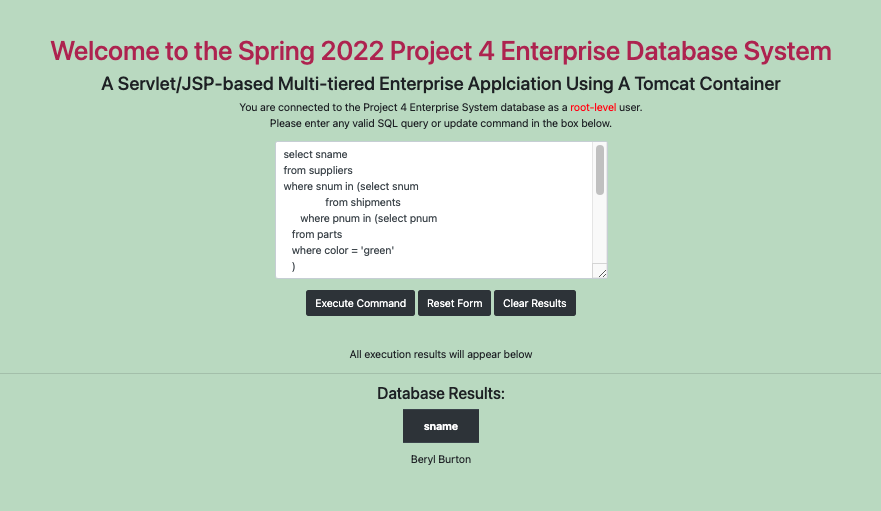 Welcome to the Spring 2022 Project 4 Enterprise Database System
A Servlet/JSP-based Multi-tiered Enterprise Applciation Using A Tomcat Container
You are connected to the Project 4 Enterprise System database as a root-level user.
Please enter any valid SQL query or update command in the box below.
select sname
from suppliers
where snum in (select snum
from shipments
where pnum in (select pnum
from parts
where color = 'green'
)
Execute Command Reset Form Clear Results
All execution results will appear below
Database Results:
sname
Beryl Burton